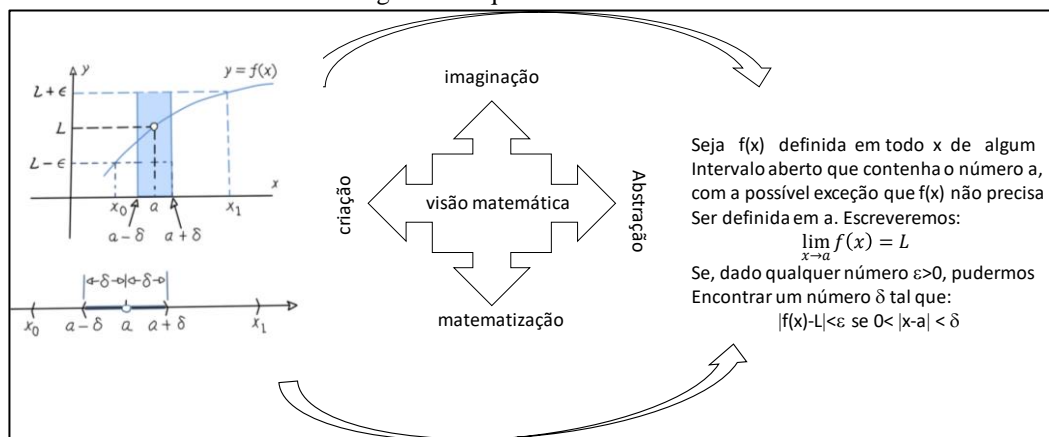 y
y = f(x)
L + ϵ
L
L − ϵ
x
x₀
a
x₁
a − δ
a + δ
δ
δ
x₀
a − δ
a
a + δ
x₁
imaginação
criação
visão matemática
Abstração
matematização
Seja f(x) definida em todo x de algum
Intervalo aberto que contenha o número a,
com a possível exceção que f(x) não precisa
Ser definida em a. Escreveremos:
lim f(x) = L
x→a
Se, dado qualquer número ε>0, pudermos
Encontrar um número δ tal que:
|f(x)-L|<ε se 0< |x-a| < δ